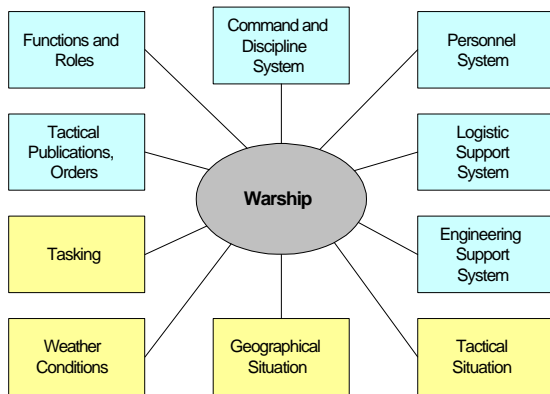 Functions and
Roles
Command and
Discipline
System
Personnel
System
Tactical
Publications,
Orders
Logistic
Support
System
Warship
Tasking
Engineering
Support
System
Weather
Conditions
Geographical
Situation
Tactical
Situation